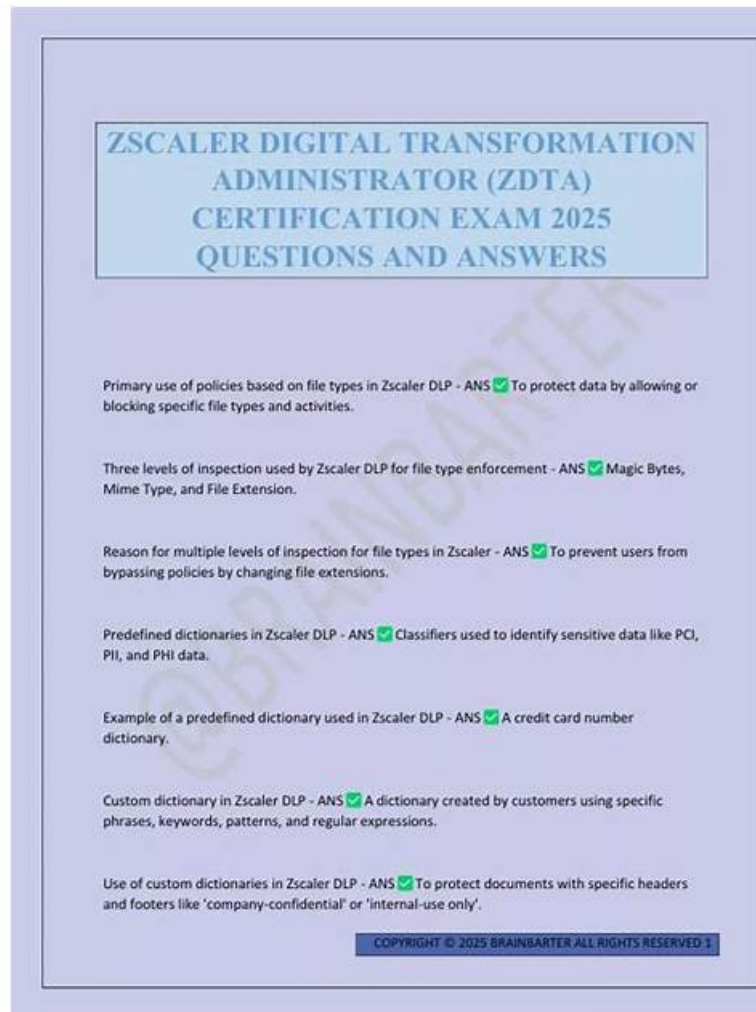 ZSCALER DIGITAL TRANSFORMATION
ADMINISTRATOR (ZDTA)
CERTIFICATION EXAM 2025
QUESTIONS AND ANSWERS
Primary use of policies based on file types in Zscaler DLP - ANS ✅ To protect data by allowing or
blocking specific file types and activities.
Three levels of inspection used by Zscaler DLP for file type enforcement - ANS ✅ Magic Bytes,
Mime Type, and File Extension.
Reason for multiple levels of inspection for file types in Zscaler - ANS ✅ To prevent users from
bypassing policies by changing file extensions.
Predefined dictionaries in Zscaler DLP - ANS ✅ Classifiers used to identify sensitive data like PCI,
PII, and PHI data.
Example of a predefined dictionary used in Zscaler DLP - ANS ✅ A credit card number
dictionary.
Custom dictionary in Zscaler DLP - ANS ✅ A dictionary created by customers using specific
phrases, keywords, patterns, and regular expressions.
Use of custom dictionaries in Zscaler DLP - ANS ✅ To protect documents with specific headers
and footers like 'company-confidential' or 'internal-use only'.
COPYRIGHT © 2025 BRAINBARTER ALL RIGHTS RESERVED 1
@BRAINBARTER